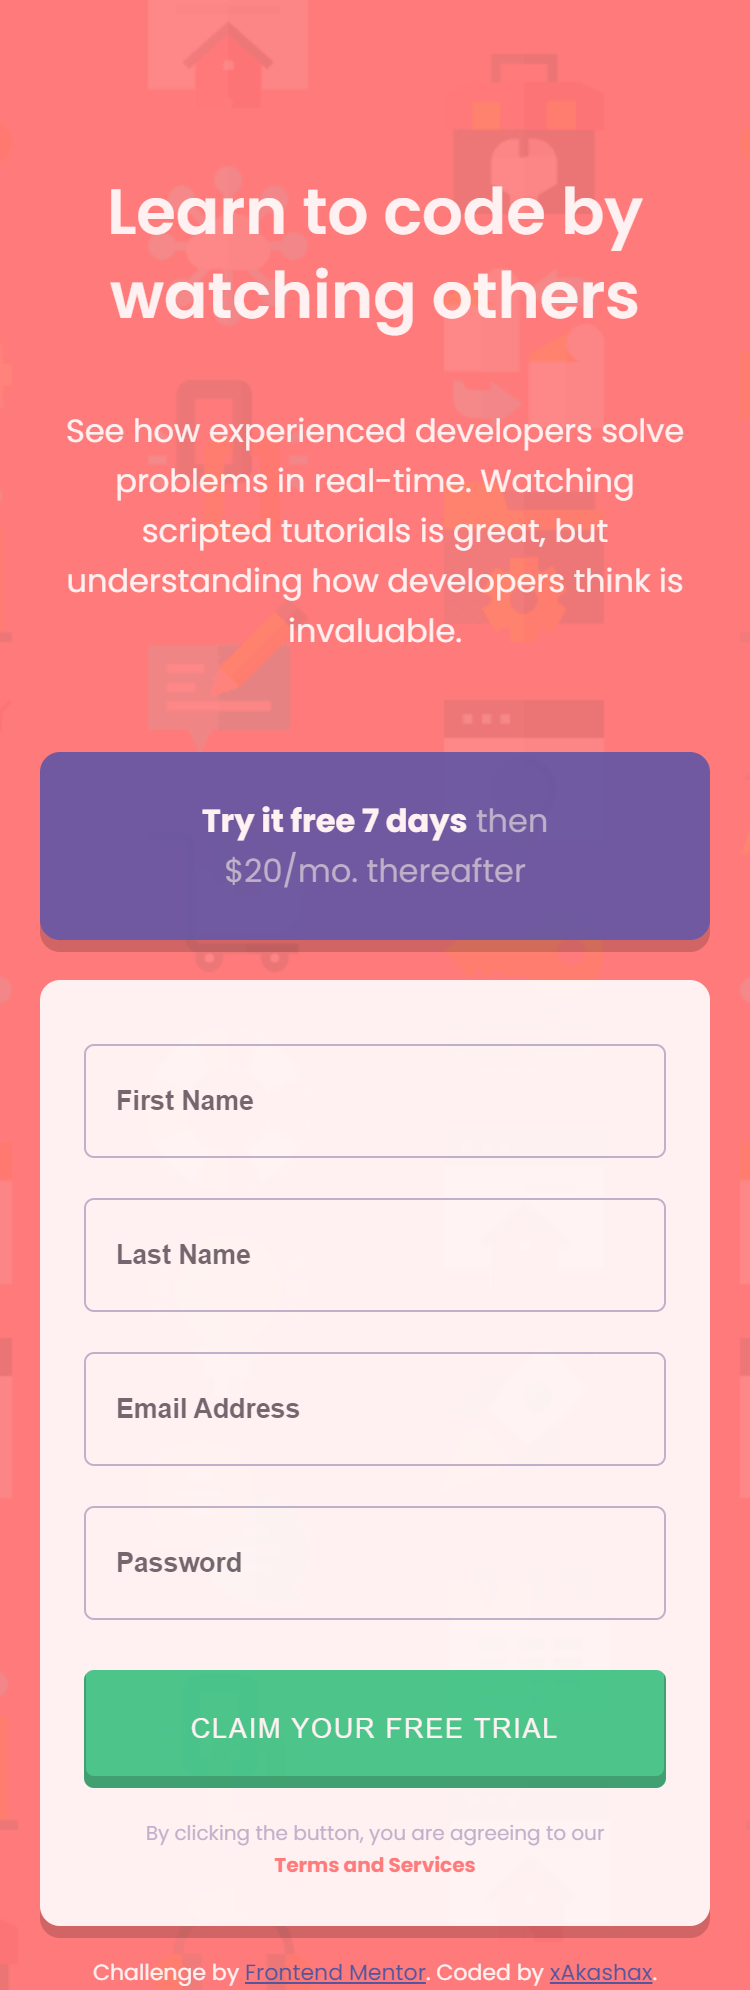 Learn to code by
watching others
See how experienced developers solve
problems in real-time. Watching
scripted tutorials is great, but
understanding how developers think is
invaluable.
Try it free 7 days then
$20/mo. thereafter
First Name
Last Name
Email Address
Password
CLAIM YOUR FREE TRIAL
By clicking the button, you are agreeing to our
Terms and Services
Challenge by Frontend Mentor. Coded by xAkashax.